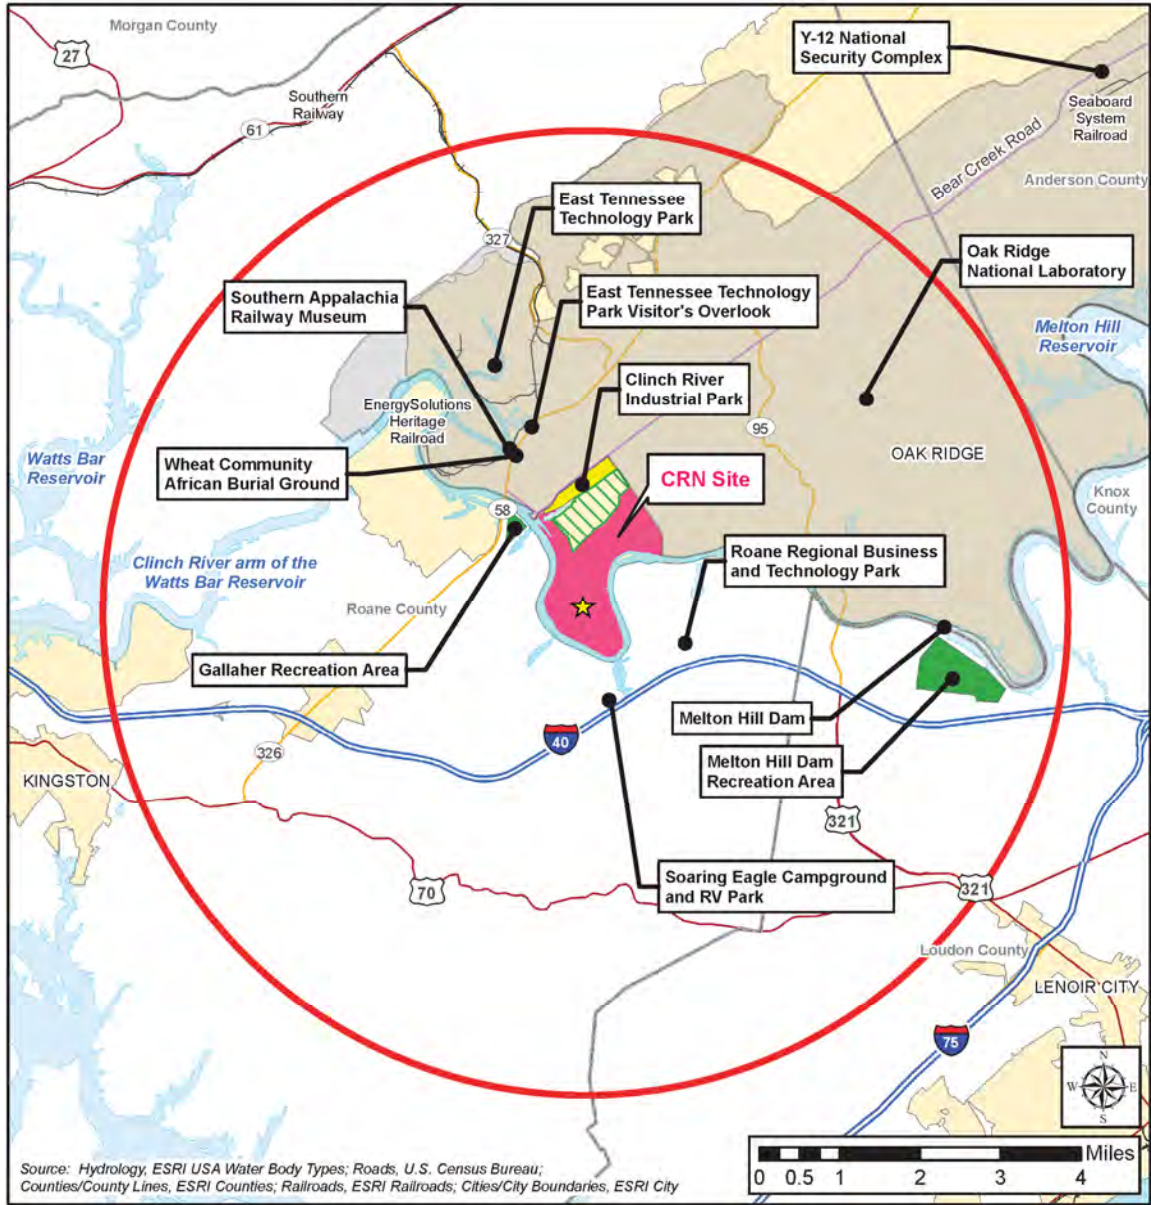 Morgan County
27
Y-12 National
Security Complex
Southern
Railway
61
Seaboard
System
Railroad
Bear Creek Road
Anderson County
East Tennessee
Technology Park
327
Oak Ridge
National Laboratory
Southern Appalachia
Railway Museum
East Tennessee Technology
Park Visitor's Overlook
Melton Hill
Reservoir
Clinch River
Industrial Park
EnergySolutions
Heritage
Railroad
95
OAK RIDGE
Watts Bar
Reservoir
Wheat Community
African Burial Ground
CRN Site
Knox
County
58
Clinch River arm of the
Watts Bar Reservoir
Roane Regional Business
and Technology Park
Roane County
Gallaher Recreation Area
Melton Hill Dam
40
326
Melton Hill Dam
Recreation Area
KINGSTON
321
Soaring Eagle Campground
and RV Park
70
321
Loudon County
LENOIR CITY
75
N
W
E
S
Source: Hydrology, ESRI USA Water Body Types; Roads, U.S. Census Bureau;
Counties/County Lines, ESRI Counties; Railroads, ESRI Railroads; Cities/City Boundaries, ESRI City
Miles
0 0.5 1 2 3 4